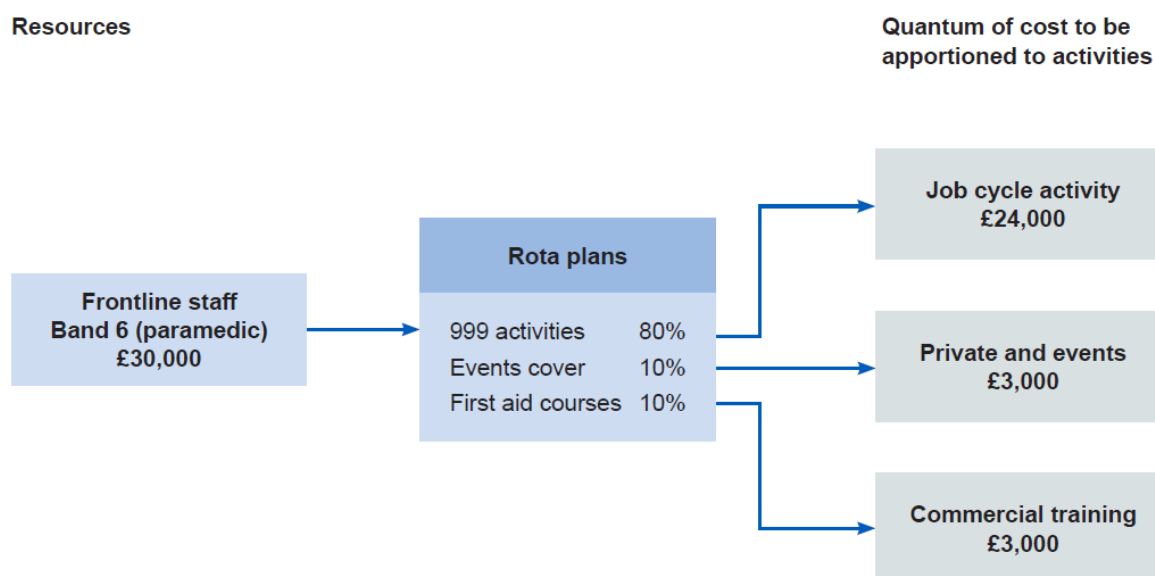 Resources
Quantum of cost to be
apportioned to activities
Frontline staff
Band 6 (paramedic)
£30,000
Rota plans
999 activities 80%
Events cover 10%
First aid courses 10%
Job cycle activity
£24,000
Private and events
£3,000
Commercial training
£3,000